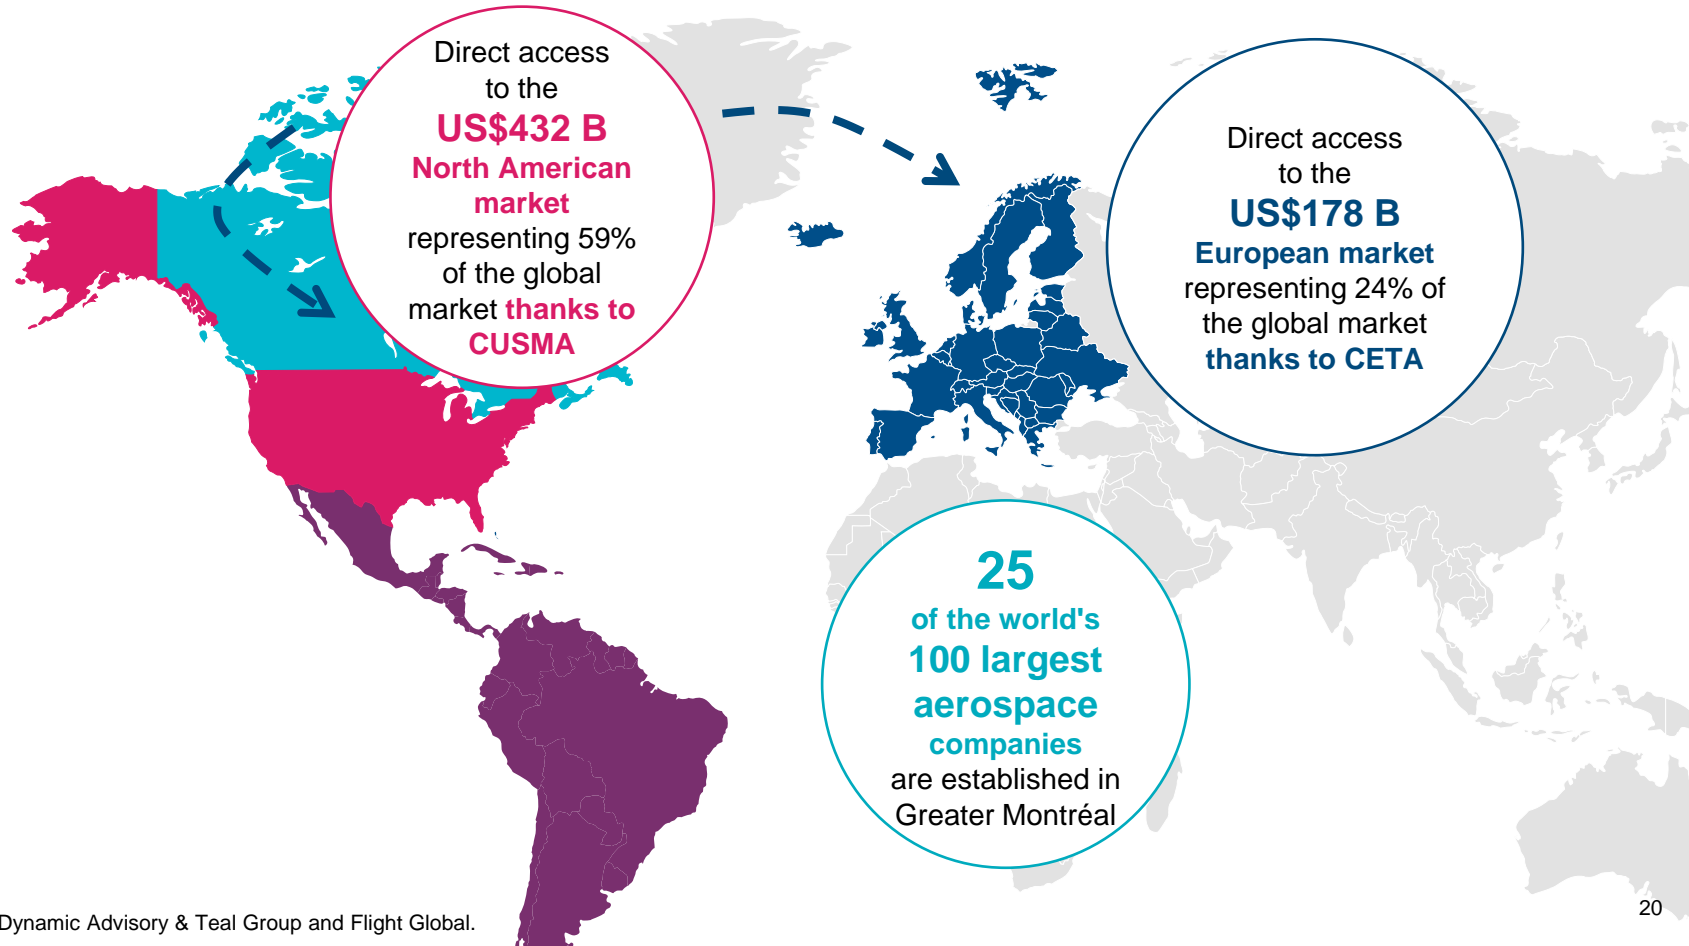 Direct access
to the
US$432 B
North American
market
representing 59%
of the global
market thanks to
CUSMA
Direct access
to the
US$178 B
European market
representing 24% of
the global market
thanks to CETA
25
of the world's
100 largest
aerospace
companies
are established in
Greater Montréal
Dynamic Advisory & Teal Group and Flight Global.
20